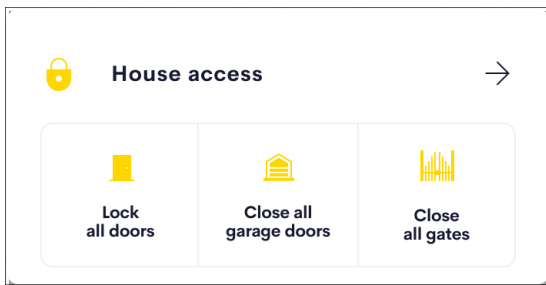 House access
Lock
all doors
Close all
garage doors
Close
all gates